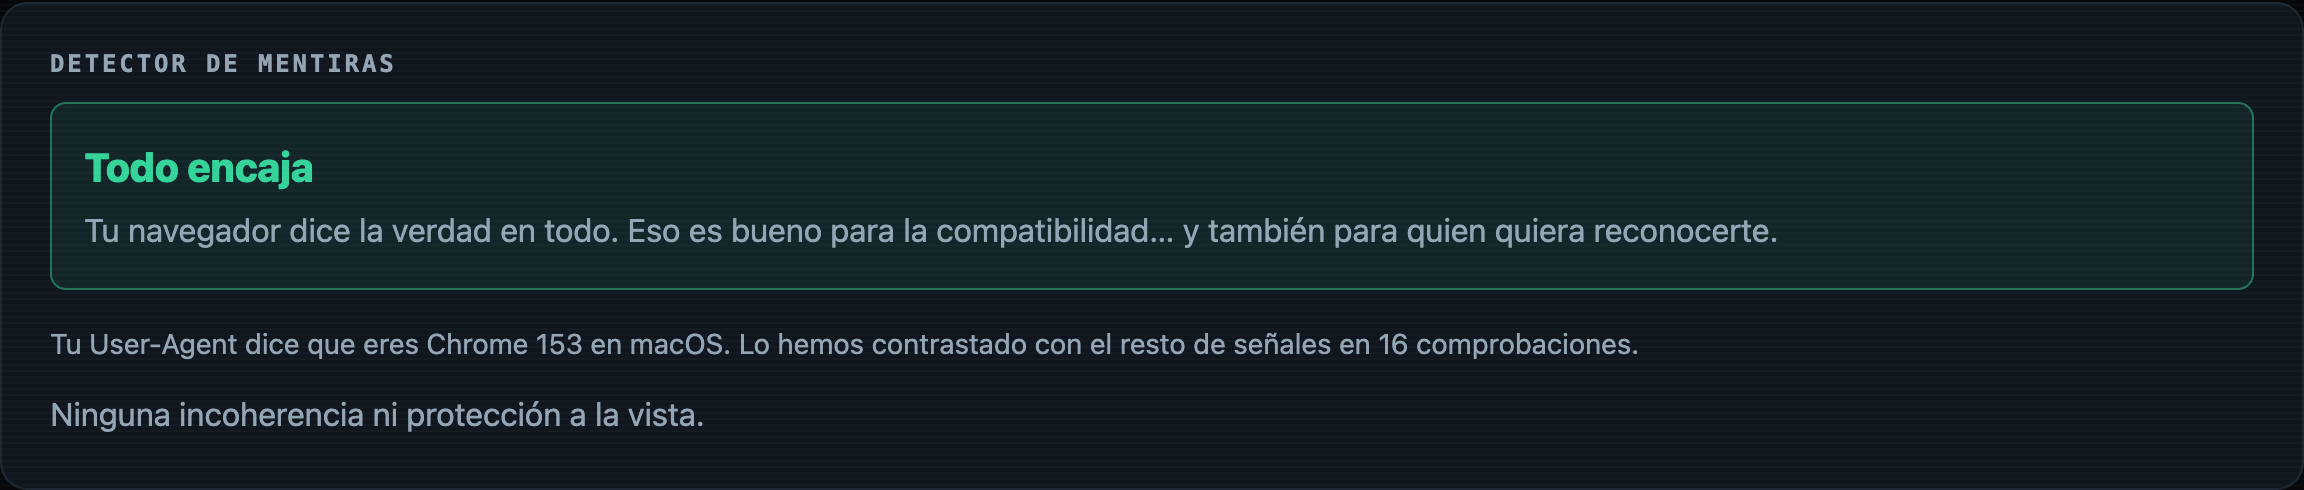 DETECTOR DE MENTIRAS
Todo encaja
Tu navegador dice la verdad en todo. Eso es bueno para la compatibilidad... y también para quien quiera reconocerte.
Tu User-Agent dice que eres Chrome 153 en macOS. Lo hemos contrastado con el resto de señales en 16 comprobaciones.
Ninguna incoherencia ni protección a la vista.